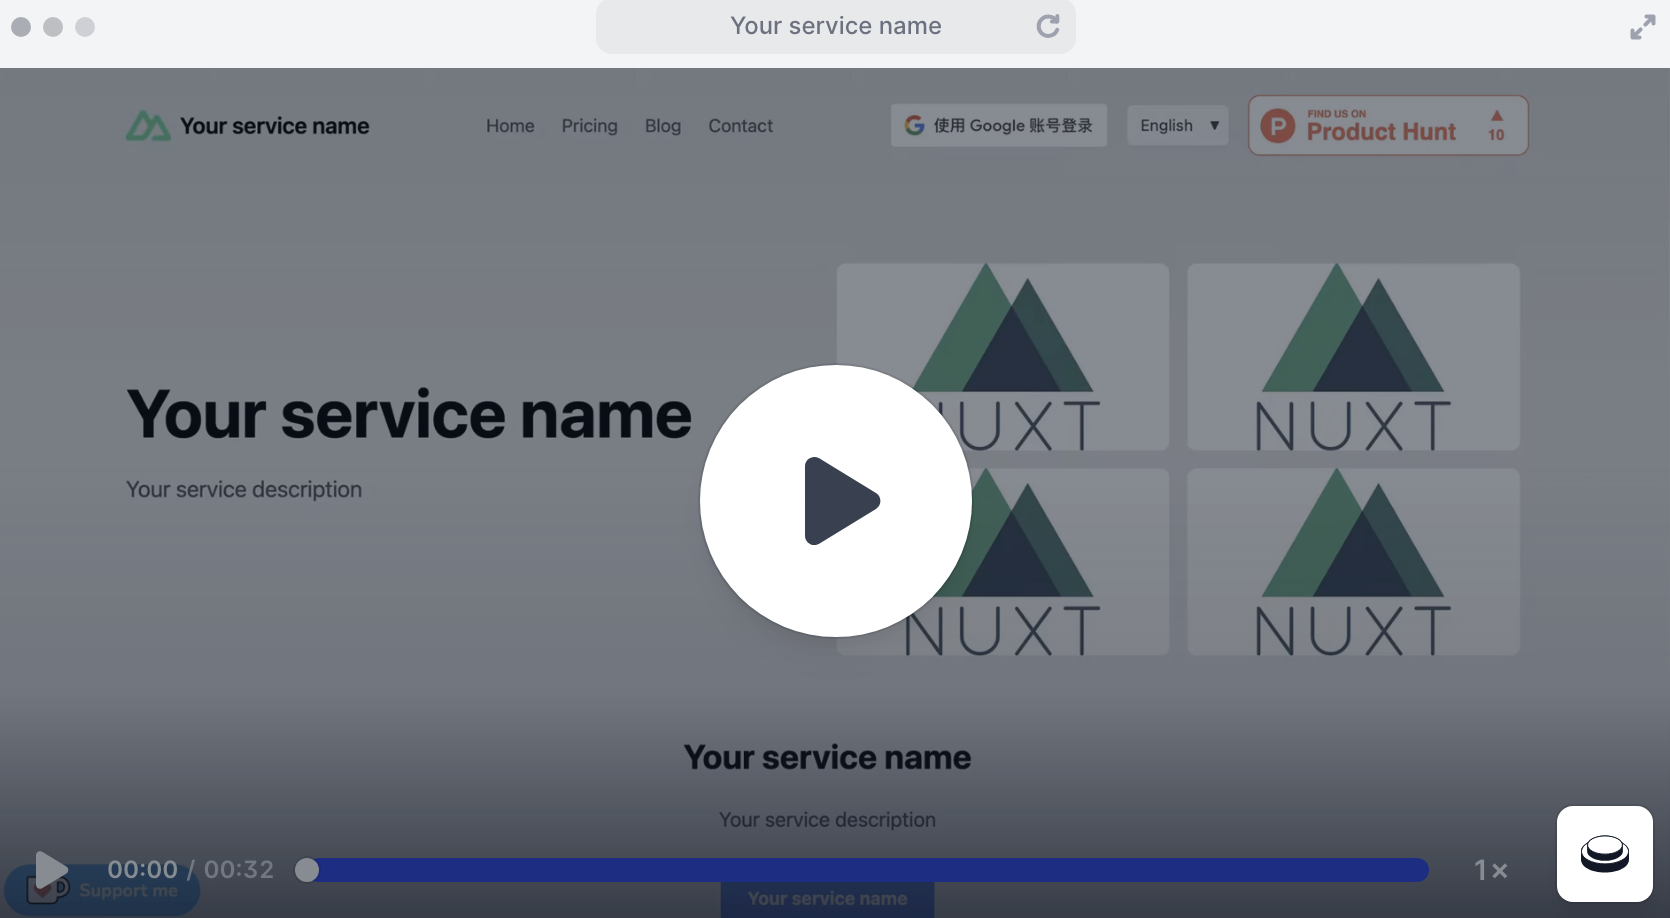 Your service name
Your service name
Home
Pricing
Blog
Contact
使用 Google 账号登录
English
FIND US ON
Product Hunt
10
P
NUXT
NUXT
Your service name
Your service description
NUXT
NUXT
Your service name
Your service description
00:00 / 00:32
1×
Support me
Your service name